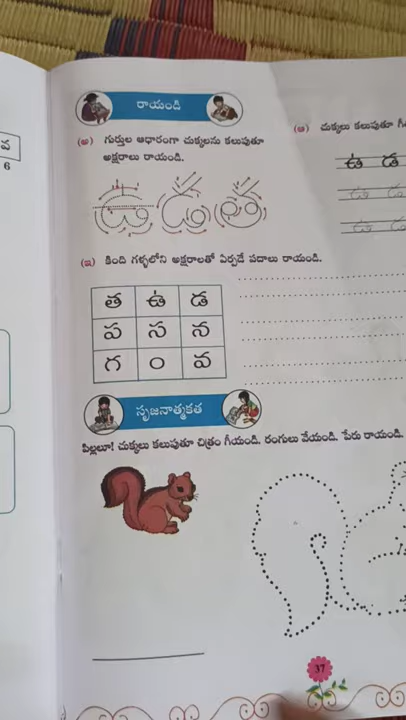 వ
6
రాయండి
(అ) గుర్తుల ఆధారంగా చుక్కలను కలుపుతూ
అక్షరాలు రాయండి.
ఉ డ త
(ఆ) చుక్కలు కలుపుతూ
ఉ డ
ఉ డ
ఉ డ
(ఇ) కింది గళ్ళలోని అక్షరాలతో ఏర్పడే పదాలు రాయండి.
త ఉ డ
ప స న
గ ం వ
సృజనాత్మకత
పిల్లలూ! చుక్కలు కలుపుతూ చిత్రం గీయండి. రంగులు వేయండి. పేరు రాయండి.
37